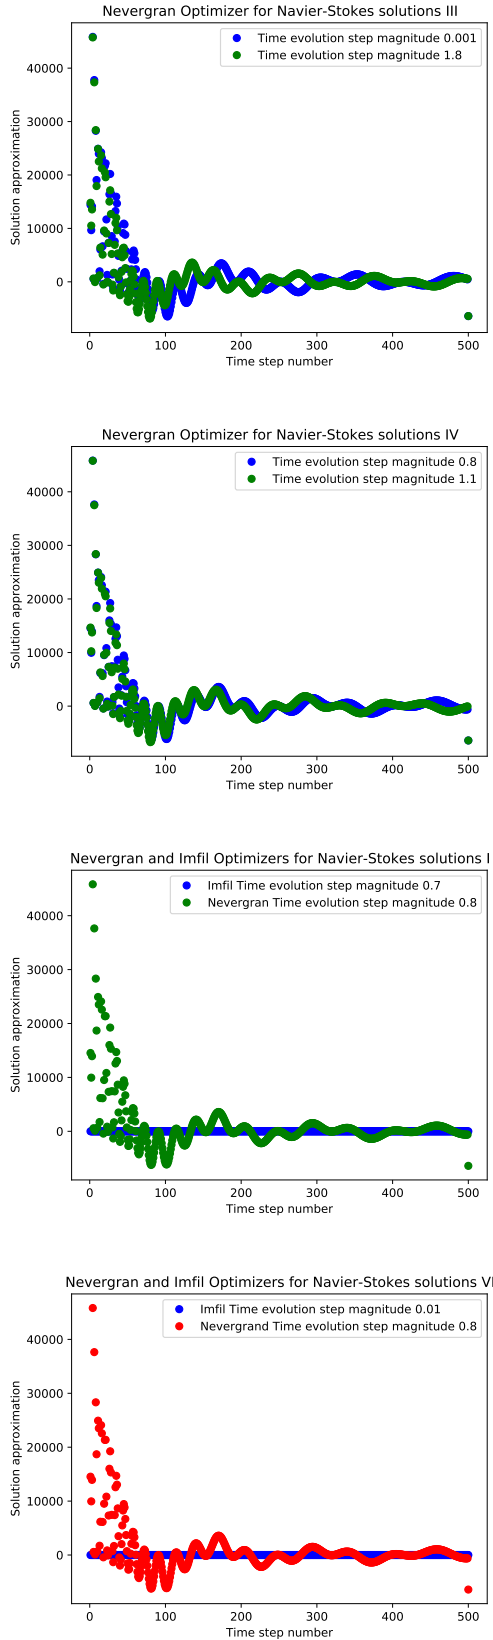 Nevergran Optimizer for Navier-Stokes solutions III
Time evolution step magnitude 0.001
Time evolution step magnitude 1.8
Solution approximation
40000
30000
20000
10000
0
0 100 200 300 400 500
Time step number
Nevergran Optimizer for Navier-Stokes solutions IV
Time evolution step magnitude 0.8
Time evolution step magnitude 1.1
Solution approximation
40000
30000
20000
10000
0
0 100 200 300 400 500
Time step number
Nevergran and Imfil Optimizers for Navier-Stokes solutions I
Imfil Time evolution step magnitude 0.7
Nevergran Time evolution step magnitude 0.8
Solution approximation
40000
30000
20000
10000
0
0 100 200 300 400 500
Time step number
Nevergran and Imfil Optimizers for Navier-Stokes solutions VI
Imfil Time evolution step magnitude 0.01
Nevergrand Time evolution step magnitude 0.8
Solution approximation
40000
30000
20000
10000
0
0 100 200 300 400 500
Time step number